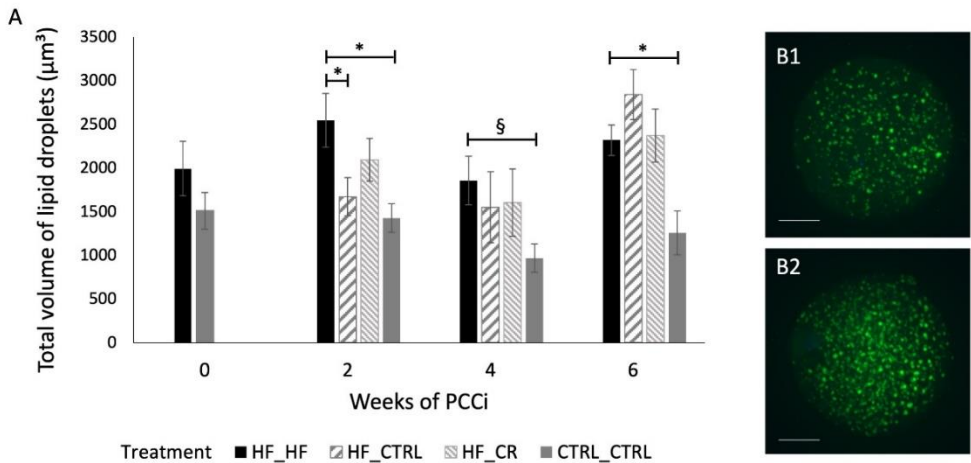 A
Total volume of lipid droplets (µm³)
3500
3000
2500
2000
1500
1000
500
0
*
*
§
*
0 2 4 6
Weeks of PCCi
Treatment HF_HF HF_CTRL HF_CR CTRL_CTRL
B1
B2